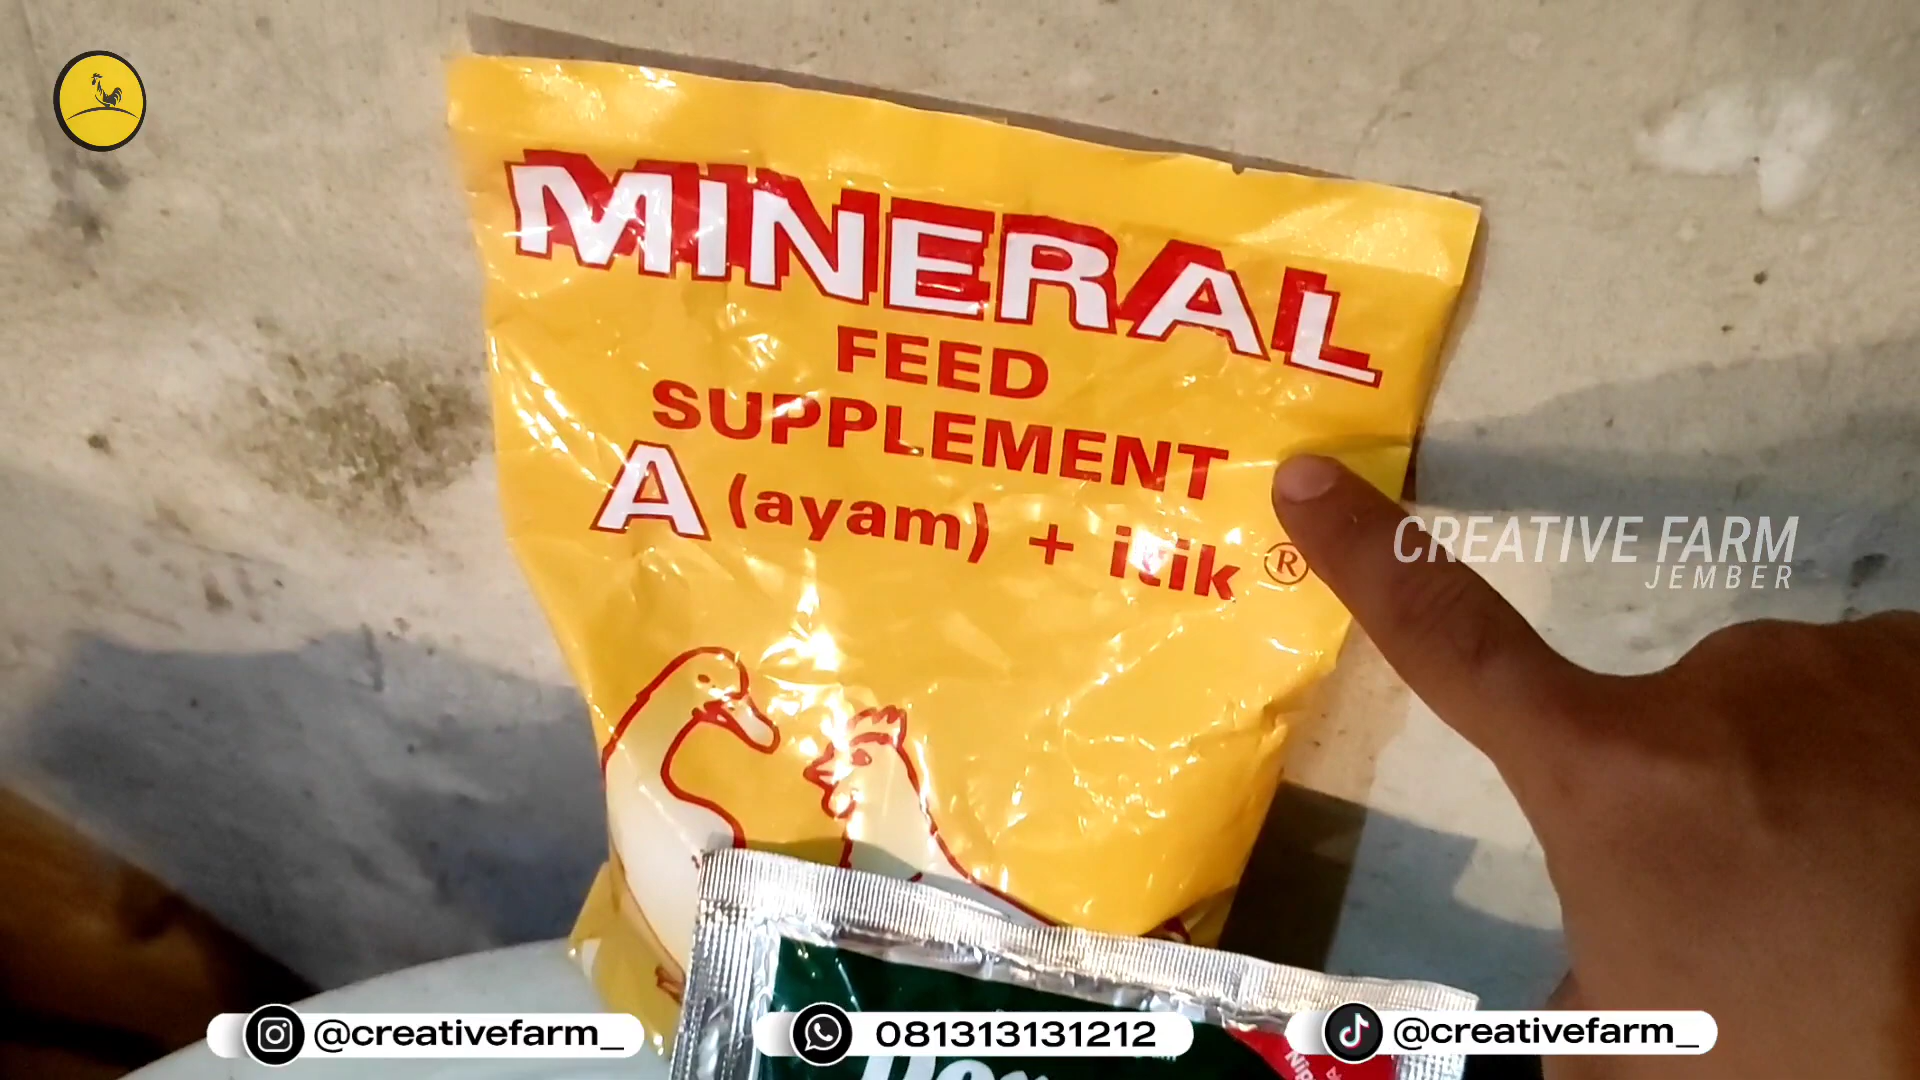 MINERAL
FEED
SUPPLEMENT
A (ayam) + itik ®
CREATIVE FARM
JEMBER
@creativefarm_
081313131212
@creativefarm_